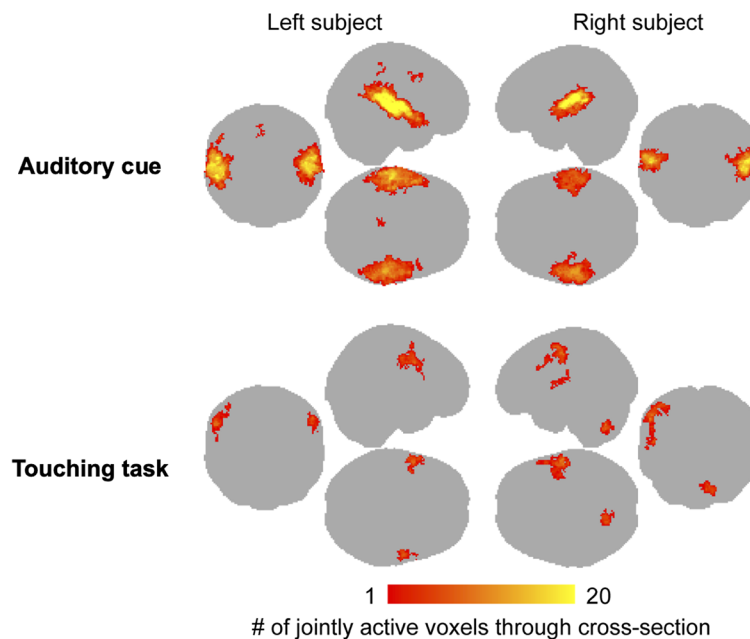 Left subject
Right subject
Auditory cue
Touching task
1
20
# of jointly active voxels through cross-section